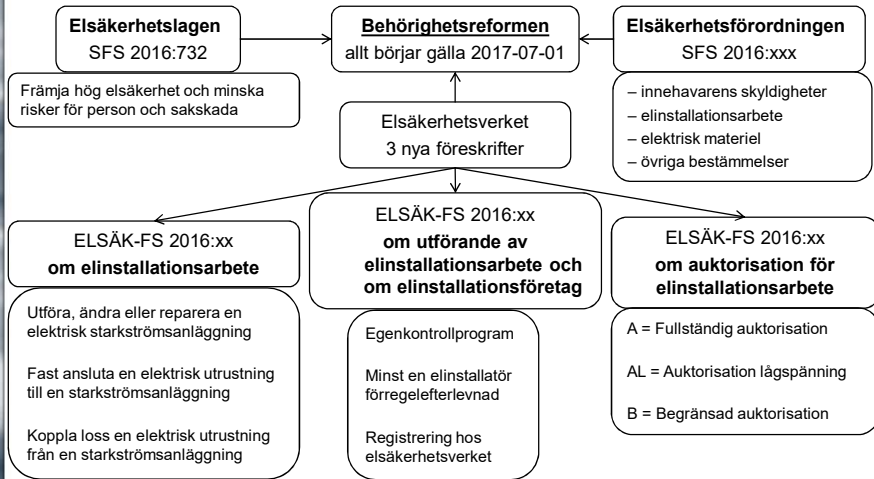 Elsäkerhetslagen
SFS 2016:732
Behörighetsreformen
allt börjar gälla 2017-07-01
Elsäkerhetsförordningen
SFS 2016:xxx
Främja hög elsäkerhet och minska
risker för person och sakskada
Elsäkerhetsverket
3 nya föreskrifter
– innehavarens skyldigheter
– elinstallationsarbete
– elektrisk materiel
– övriga bestämmelser
ELSÄK-FS 2016:xx
om elinstallationsarbete
ELSÄK-FS 2016:xx
om utförande av
elinstallationsarbete och
om elinstallationsföretag
ELSÄK-FS 2016:xx
om auktorisation för
elinstallationsarbete
Utföra, ändra eller reparera en
elektrisk starkströmsanläggning
Fast ansluta en elektrisk utrustning
till en starkströmsanläggning
Koppla loss en elektrisk utrustning
från en starkströmsanläggning
Egenkontrollprogram
Minst en elinstallatör
förregelefterlevnad
Registrering hos
elsäkerhetsverket
A = Fullständig auktorisation
AL = Auktorisation lågspänning
B = Begränsad auktorisation